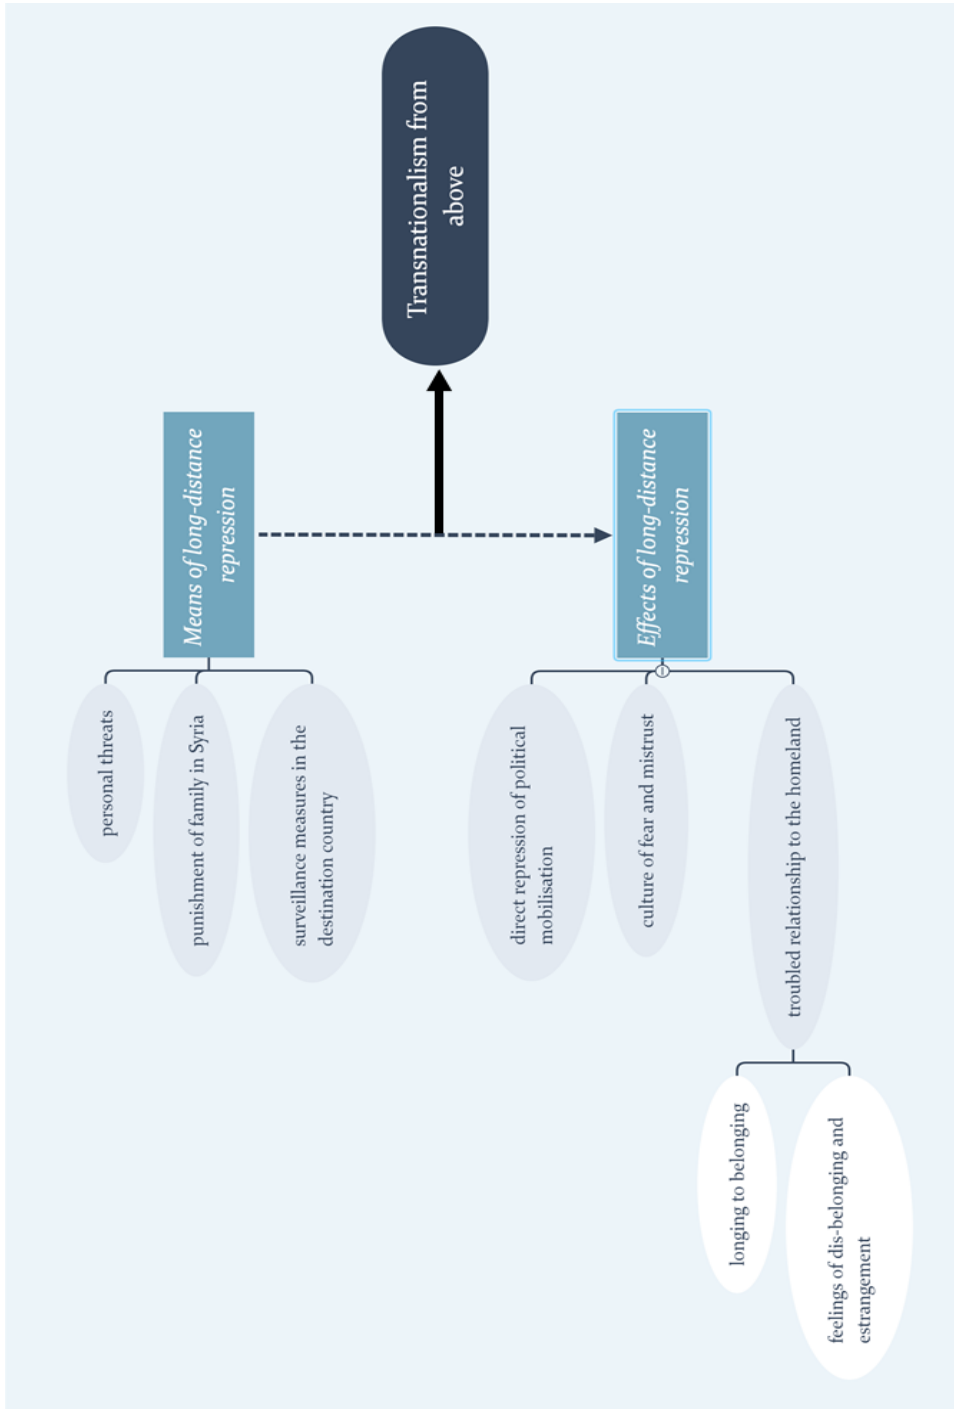 Transnationalism from
above
Means of long-distance
repression
personal threats
punishment of family in Syria
surveillance measures in the
destination country
Effects of long-distance
repression
direct repression of political
mobilisation
culture of fear and mistrust
troubled relationship to the homeland
longing to belonging
feelings of dis-belonging and
estrangement